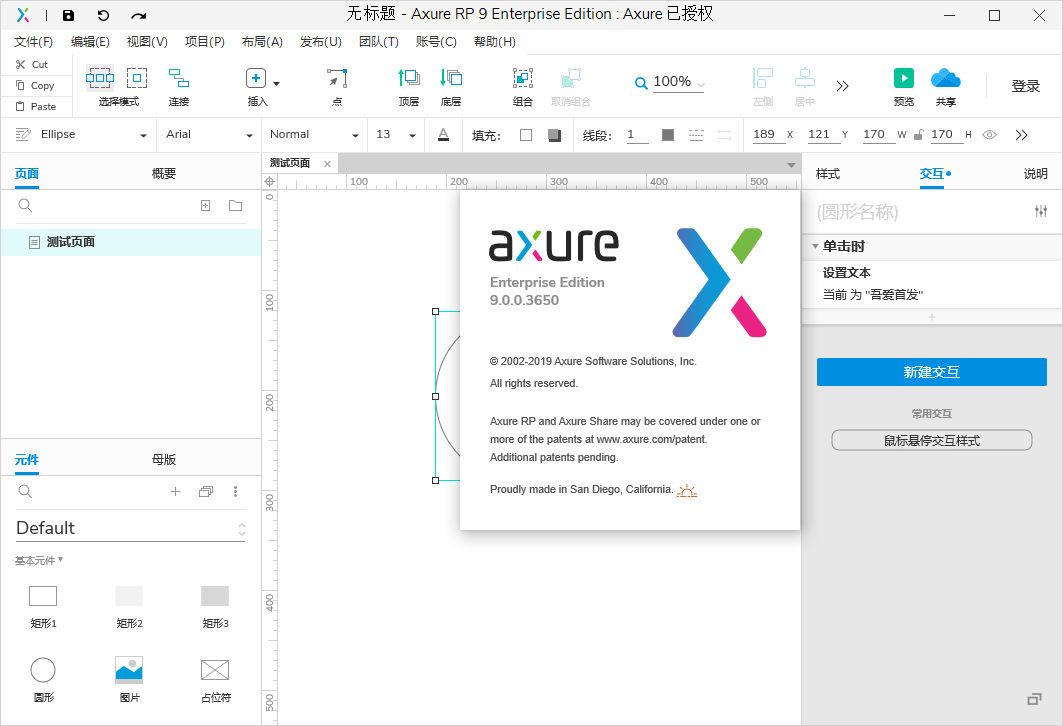 无标题 - Axure RP 9 Enterprise Edition : Axure 已授权
文件(F) 编辑(E) 视图(V) 项目(P) 布局(A) 发布(U) 团队(T) 账号(C) 帮助(H)
Cut
Copy
Paste
选择模式 连接 插入 点 顶层 底层 组合 取消组合 100% 左侧 居中 预览 共享 登录
Ellipse Arial Normal 13 填充: 线段: 1 189 X 121 Y 170 W 170 H
页面 概要
测试页面
测试页面
100 200 300 400 500
0
100
200
300
400
500
axure
Enterprise Edition
9.0.0.3650
© 2002-2019 Axure Software Solutions, Inc.
All rights reserved.
Axure RP and Axure Share may be covered under one or
more of the patents at www.axure.com/patent.
Additional patents pending.
Proudly made in San Diego, California.
样式 交互 说明
(圆形名称)
单击时
设置文本
当前 为 "吾爱首发"
新建交互
常用交互
鼠标悬停交互样式
元件 母版
Default
基本元件
矩形1 矩形2 矩形3
圆形 图片 占位符